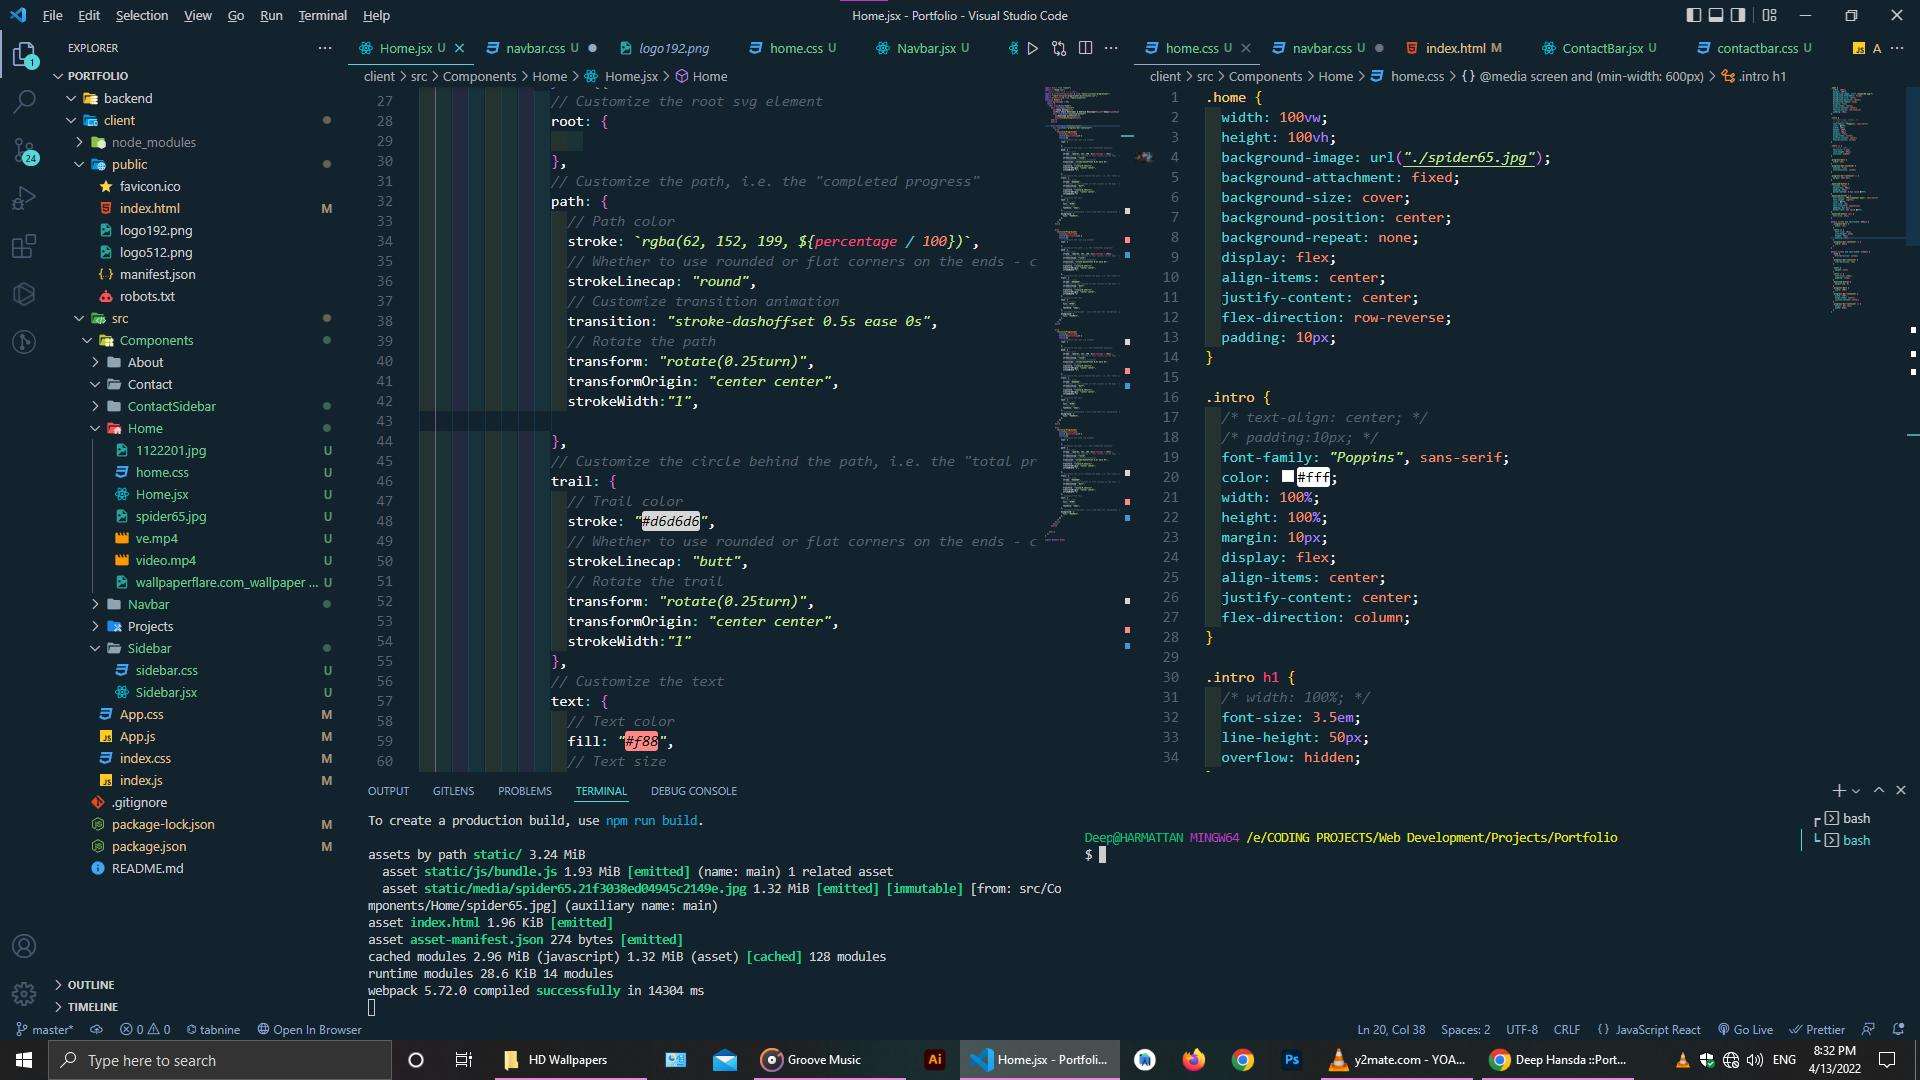 File Edit Selection View Go Run Terminal Help
Home.jsx - Portfolio - Visual Studio Code
EXPLORER
PORTFOLIO
backend
client
node_modules
public
favicon.ico
index.html M
logo192.png
logo512.png
manifest.json
robots.txt
src
Components
About
Contact
ContactSidebar
Home
1122201.jpg U
home.css U
Home.jsx U
spider65.jpg U
ve.mp4 U
video.mp4 U
wallpaperflare.com_wallpaper ... U
Navbar
Projects
Sidebar
sidebar.css U
Sidebar.jsx U
App.css M
App.js M
index.css M
index.js M
.gitignore
package-lock.json M
package.json M
README.md
OUTLINE
TIMELINE
1
24
Home.jsx U navbar.css U logo192.png home.css U Navbar.jsx U
client > src > Components > Home > Home.jsx > Home
27 // Customize the root svg element
28 root: {
29
30 },
31 // Customize the path, i.e. the "completed progress"
32 path: {
33 // Path color
34 stroke: `rgba(62, 152, 199, ${percentage / 100})`,
35 // Whether to use rounded or flat corners on the ends - c
36 strokeLinecap: "round",
37 // Customize transition animation
38 transition: "stroke-dashoffset 0.5s ease 0s",
39 // Rotate the path
40 transform: "rotate(0.25turn)",
41 transformOrigin: "center center",
42 strokeWidth:"1",
43
44 },
45 // Customize the circle behind the path, i.e. the "total pr
46 trail: {
47 // Trail color
48 stroke: "#d6d6d6",
49 // Whether to use rounded or flat corners on the ends - c
50 strokeLinecap: "butt",
51 // Rotate the trail
52 transform: "rotate(0.25turn)",
53 transformOrigin: "center center",
54 strokeWidth:"1"
55 },
56 // Customize the text
57 text: {
58 // Text color
59 fill: "#f88",
60 // Text size
home.css U navbar.css U index.html M ContactBar.jsx U contactbar.css U A
client > src > Components > Home > home.css > {} @media screen and (min-width: 600px) > .intro h1
1 .home {
2 width: 100vw;
3 height: 100vh;
4 background-image: url("./spider65.jpg");
5 background-attachment: fixed;
6 background-size: cover;
7 background-position: center;
8 background-repeat: none;
9 display: flex;
10 align-items: center;
11 justify-content: center;
12 flex-direction: row-reverse;
13 padding: 10px;
14 }
15
16 .intro {
17 /* text-align: center; */
18 /* padding:10px; */
19 font-family: "Poppins", sans-serif;
20 color: #fff;
21 width: 100%;
22 height: 100%;
23 margin: 10px;
24 display: flex;
25 align-items: center;
26 justify-content: center;
27 flex-direction: column;
28 }
29
30 .intro h1 {
31 /* width: 100%; */
32 font-size: 3.5em;
33 line-height: 50px;
34 overflow: hidden;
OUTPUT GITLENS PROBLEMS TERMINAL DEBUG CONSOLE
To create a production build, use npm run build.
assets by path static/ 3.24 MiB
asset static/js/bundle.js 1.93 MiB [emitted] (name: main) 1 related asset
asset static/media/spider65.21f3038ed04945c2149e.jpg 1.32 MiB [emitted] [immutable] [from: src/Co
mponents/Home/spider65.jpg] (auxiliary name: main)
asset index.html 1.96 KiB [emitted]
asset asset-manifest.json 274 bytes [emitted]
cached modules 2.96 MiB (javascript) 1.32 MiB (asset) [cached] 128 modules
runtime modules 28.6 KiB 14 modules
webpack 5.72.0 compiled successfully in 14304 ms
Deep@HARMATTAN MINGW64 /e/CODING PROJECTS/Web Development/Projects/Portfolio
$
bash
bash
master* 0 0 tabnine Open In Browser
Ln 20, Col 38 Spaces: 2 UTF-8 CRLF {} JavaScript React Go Live Prettier
Type here to search
HD Wallpapers
Groove Music
Ai
Home.jsx - Portfoli...
Ps
y2mate.com - YOA...
Deep Hansda ::Port...
ENG
8:32 PM
4/13/2022